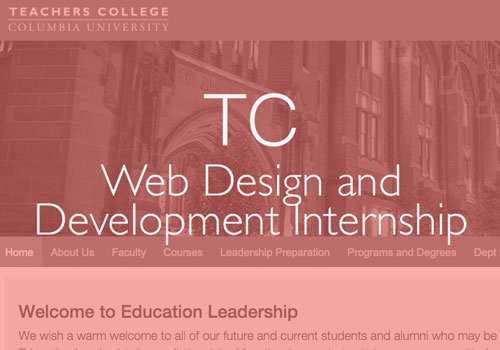 TEACHERS COLLEGE
COLUMBIA UNIVERSITY
TC
Web Design and
Development Internship
Home About Us Faculty Courses Leadership Preparation Programs and Degrees Dept
Welcome to Education Leadership
We wish a warm welcome to all of our future and current students and alumni who may be